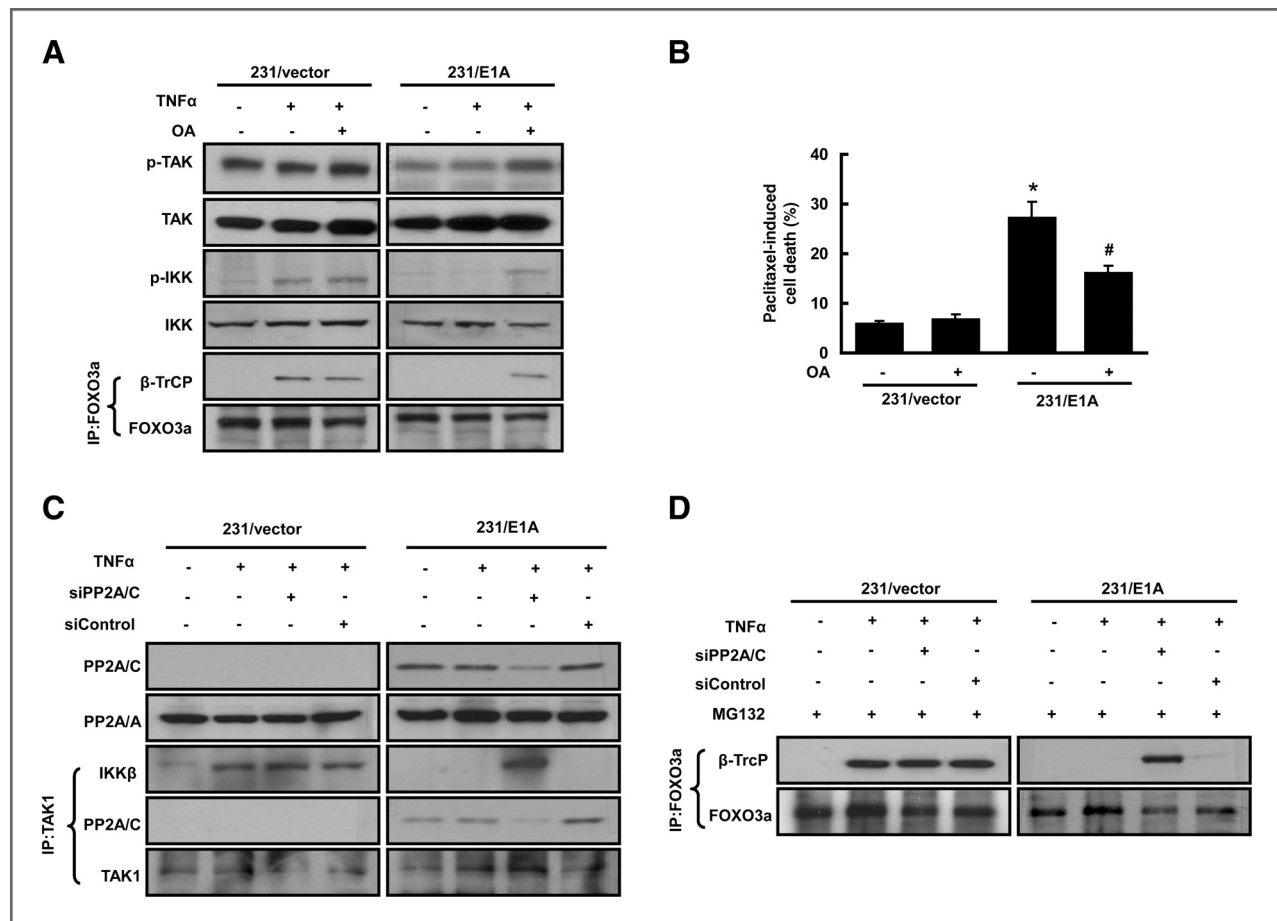 A
231/vector 231/E1A
TNFα - + + - + +
OA - - + - - +
p-TAK
TAK
p-IKK
IKK
IP:FOXO3a
β-TrCP
FOXO3a
B
Paclitaxel-induced
cell death (%)
40
30
20
10
0
*
#
OA - + - +
231/vector 231/E1A
C
231/vector 231/E1A
TNFα - + + + - + + +
siPP2A/C - - + - - - + -
siControl - - - + - - - +
PP2A/C
PP2A/A
IP:TAK1
IKKβ
PP2A/C
TAK1
D
231/vector 231/E1A
TNFα - + + + - + + +
siPP2A/C - - + - - - + -
siControl - - - + - - - +
MG132 + + + + + + + +
IP:FOXO3a
β-TrcP
FOXO3a